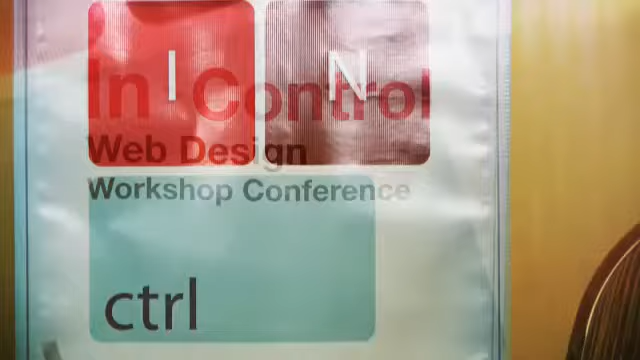 I N
In Control
Web Design
Workshop Conference
ctrl